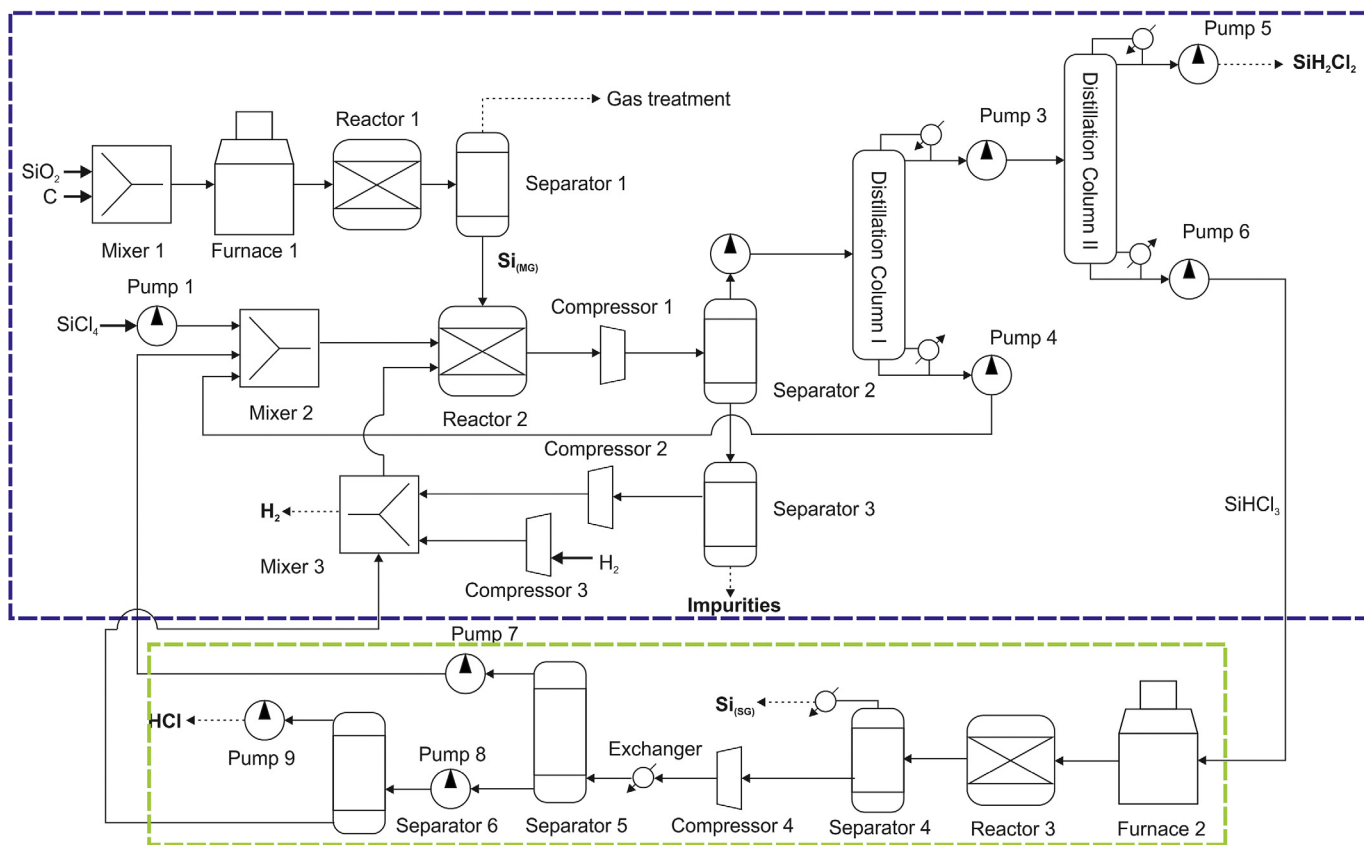 Pump 5
SiH₂Cl₂
Distillation Column II
Gas treatment
Reactor 1
Pump 3
SiO₂
C
Separator 1
Distillation Column I
Mixer 1
Furnace 1
Pump 6
Si(MG)
Pump 1
Compressor 1
SiCl₄
Pump 4
Separator 2
Mixer 2
Reactor 2
Compressor 2
Separator 3
SiHCl₃
H₂
Mixer 3
H₂
Compressor 3
Impurities
Pump 7
Si(SG)
HCl
Exchanger
Pump 8
Pump 9
Separator 6
Separator 5
Compressor 4
Separator 4
Reactor 3
Furnace 2